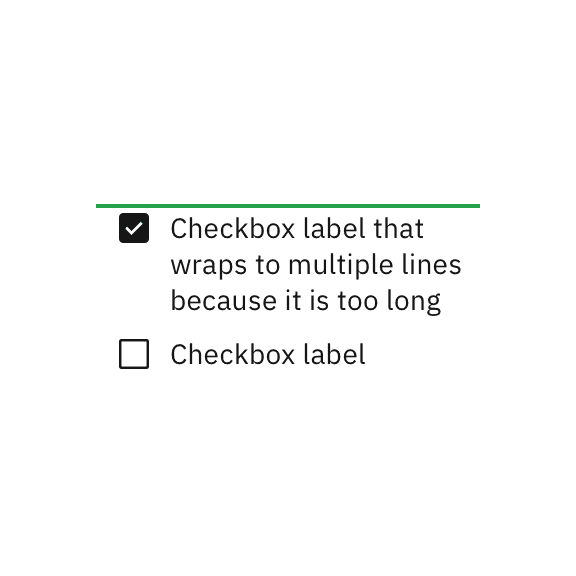 Checkbox label that
wraps to multiple lines
because it is too long
Checkbox label